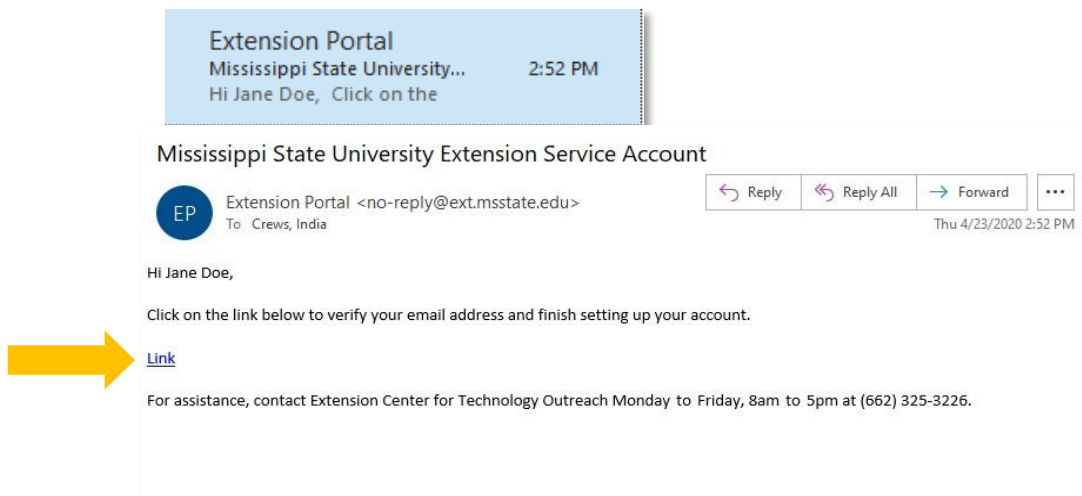 Extension Portal
Mississippi State University... 2:52 PM
Hi Jane Doe, Click on the
Mississippi State University Extension Service Account
EP
Extension Portal <no-reply@ext.msstate.edu>
To Crews, India
Reply
Reply All
Forward
...
Thu 4/23/2020 2:52 PM
Hi Jane Doe,
Click on the link below to verify your email address and finish setting up your account.
Link
For assistance, contact Extension Center for Technology Outreach Monday to Friday, 8am to 5pm at (662) 325-3226.